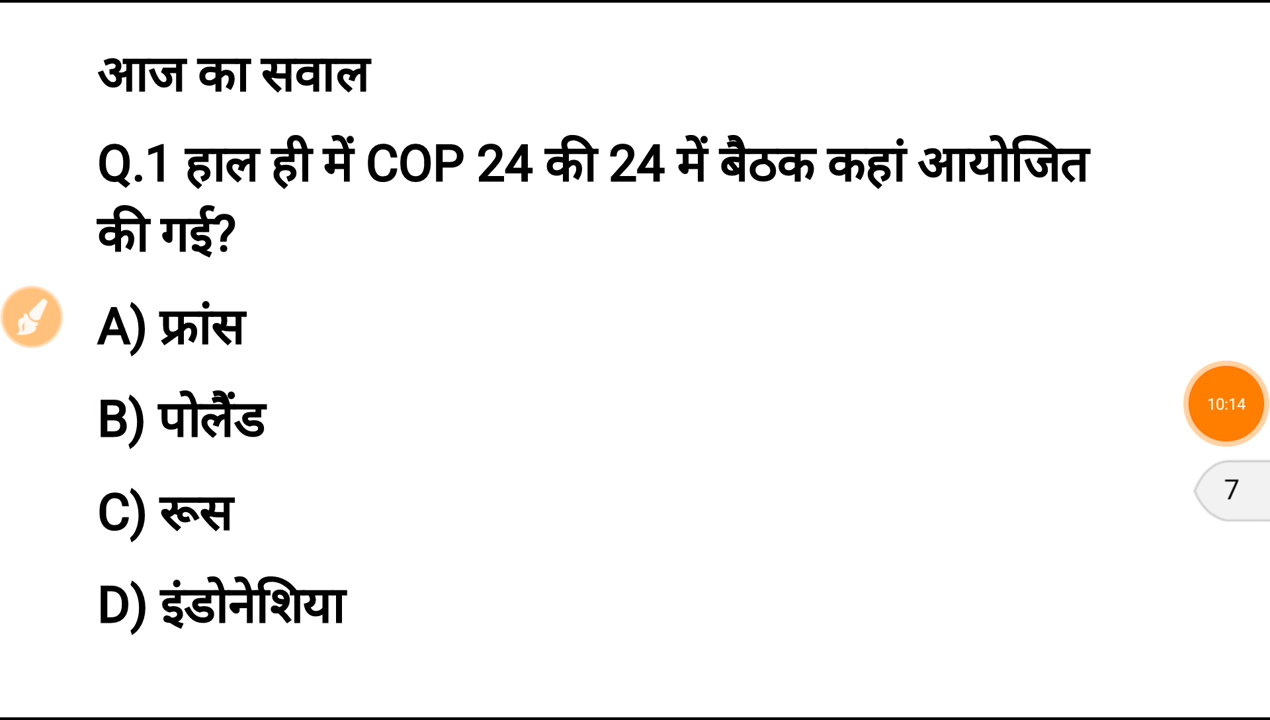 आज का सवाल
Q.1 हाल ही में COP 24 की 24 में बैठक कहां आयोजित
की गई?
A) फ्रांस
B) पोलैंड
10:14
7
C) रूस
D) इंडोनेशिया